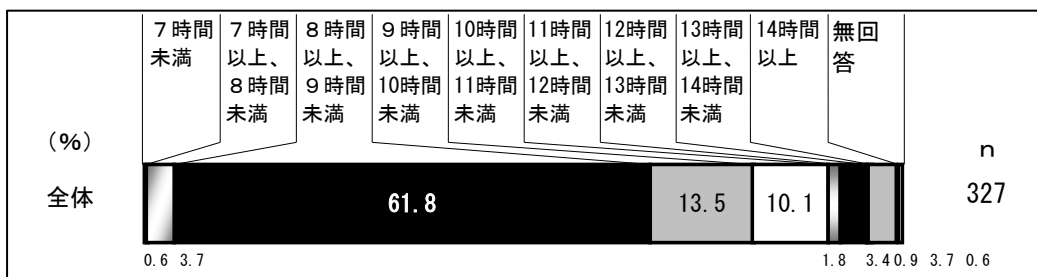 ７時間未満
７時間以上、８時間未満
８時間以上、９時間未満
９時間以上、10時間未満
10時間以上、11時間未満
11時間以上、12時間未満
12時間以上、13時間未満
13時間以上、14時間未満
14時間以上
無回答
（%）
n
全体
61.8
13.5
10.1
327
0.6 3.7
1.8 3.4 0.9 3.7 0.6